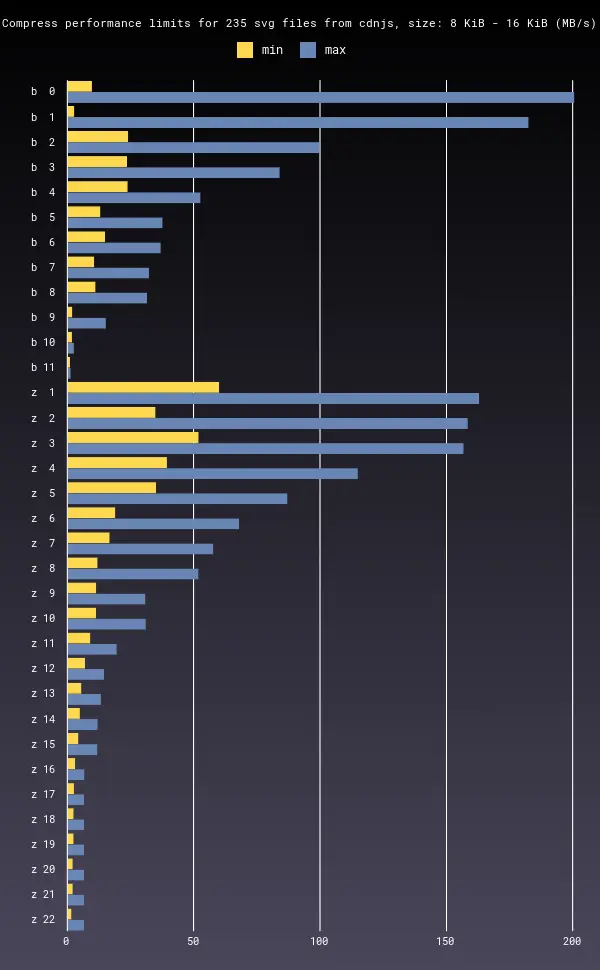 Compress performance limits for 235 svg files from cdnjs, size: 8 KiB - 16 KiB (MB/s)
min max
b 0
b 1
b 2
b 3
b 4
b 5
b 6
b 7
b 8
b 9
b 10
b 11
z 1
z 2
z 3
z 4
z 5
z 6
z 7
z 8
z 9
z 10
z 11
z 12
z 13
z 14
z 15
z 16
z 17
z 18
z 19
z 20
z 21
z 22
0 50 100 150 200